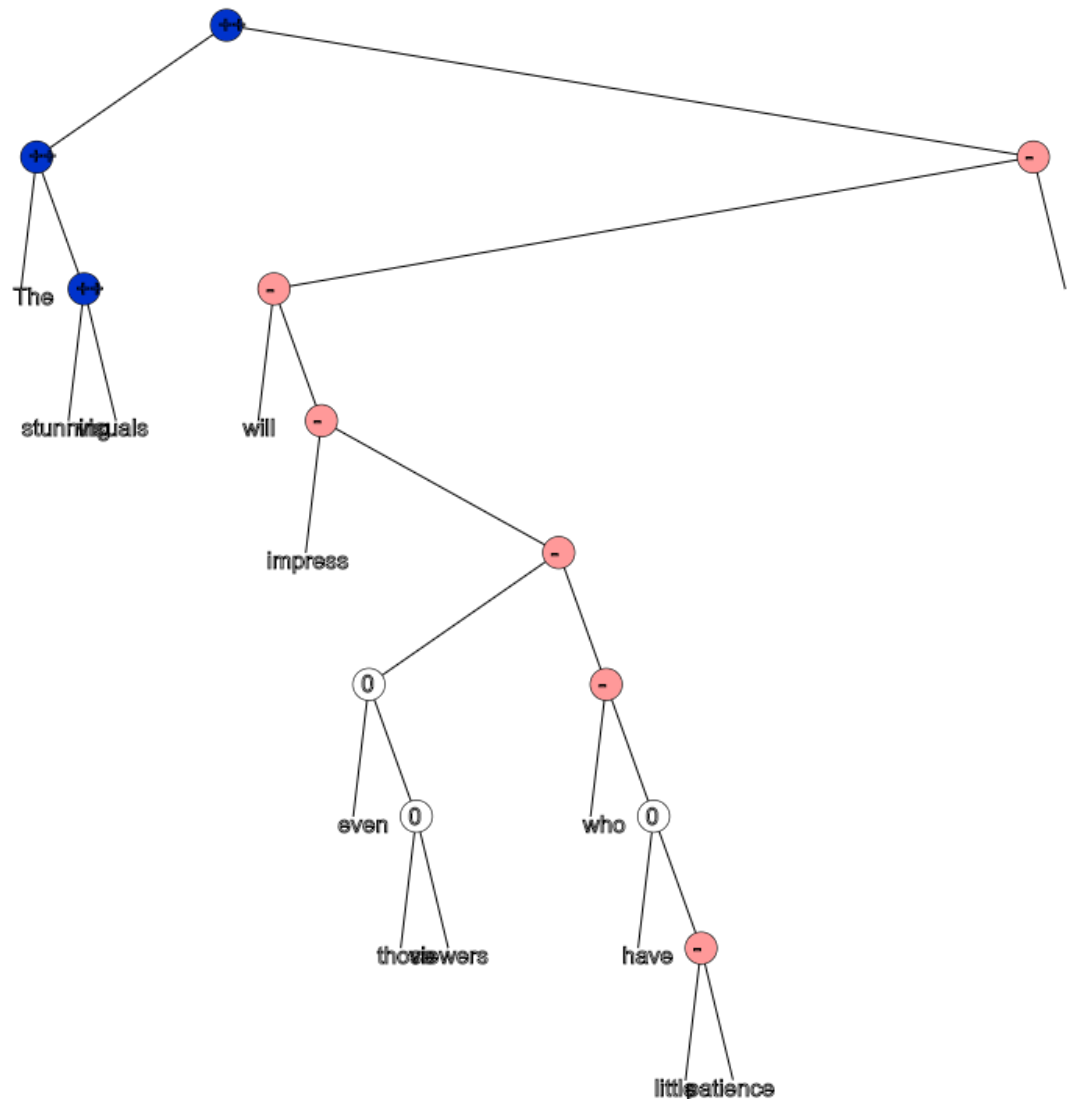 ++
++
-
The
++
-
stunning visuals
will
-
impress
-
0
-
even
0
who
0
those viewers
have
-
little patience